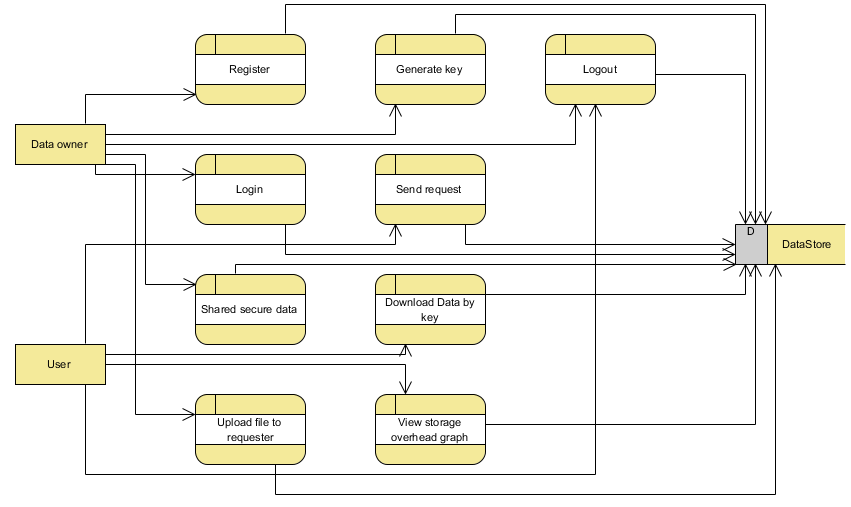 Register
Generate key
Logout
Data owner
Login
Send request
D
DataStore
Shared secure data
Download Data by
key
User
Upload file to
requester
View storage
overhead graph